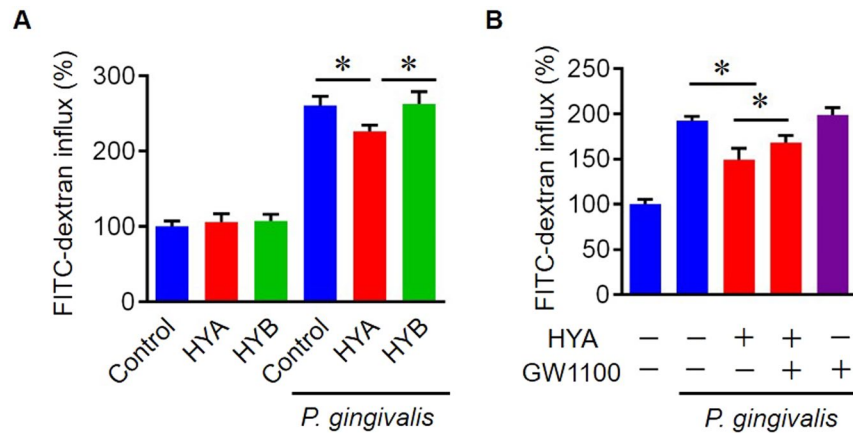 A
FITC-dextran influx (%)
300
200
100
0
* *
Control HYA HYB Control HYA HYB
P. gingivalis
B
FITC-dextran influx (%)
250
200
150
100
50
0
*
*
HYA − − + + −
GW1100 − − − + +
P. gingivalis